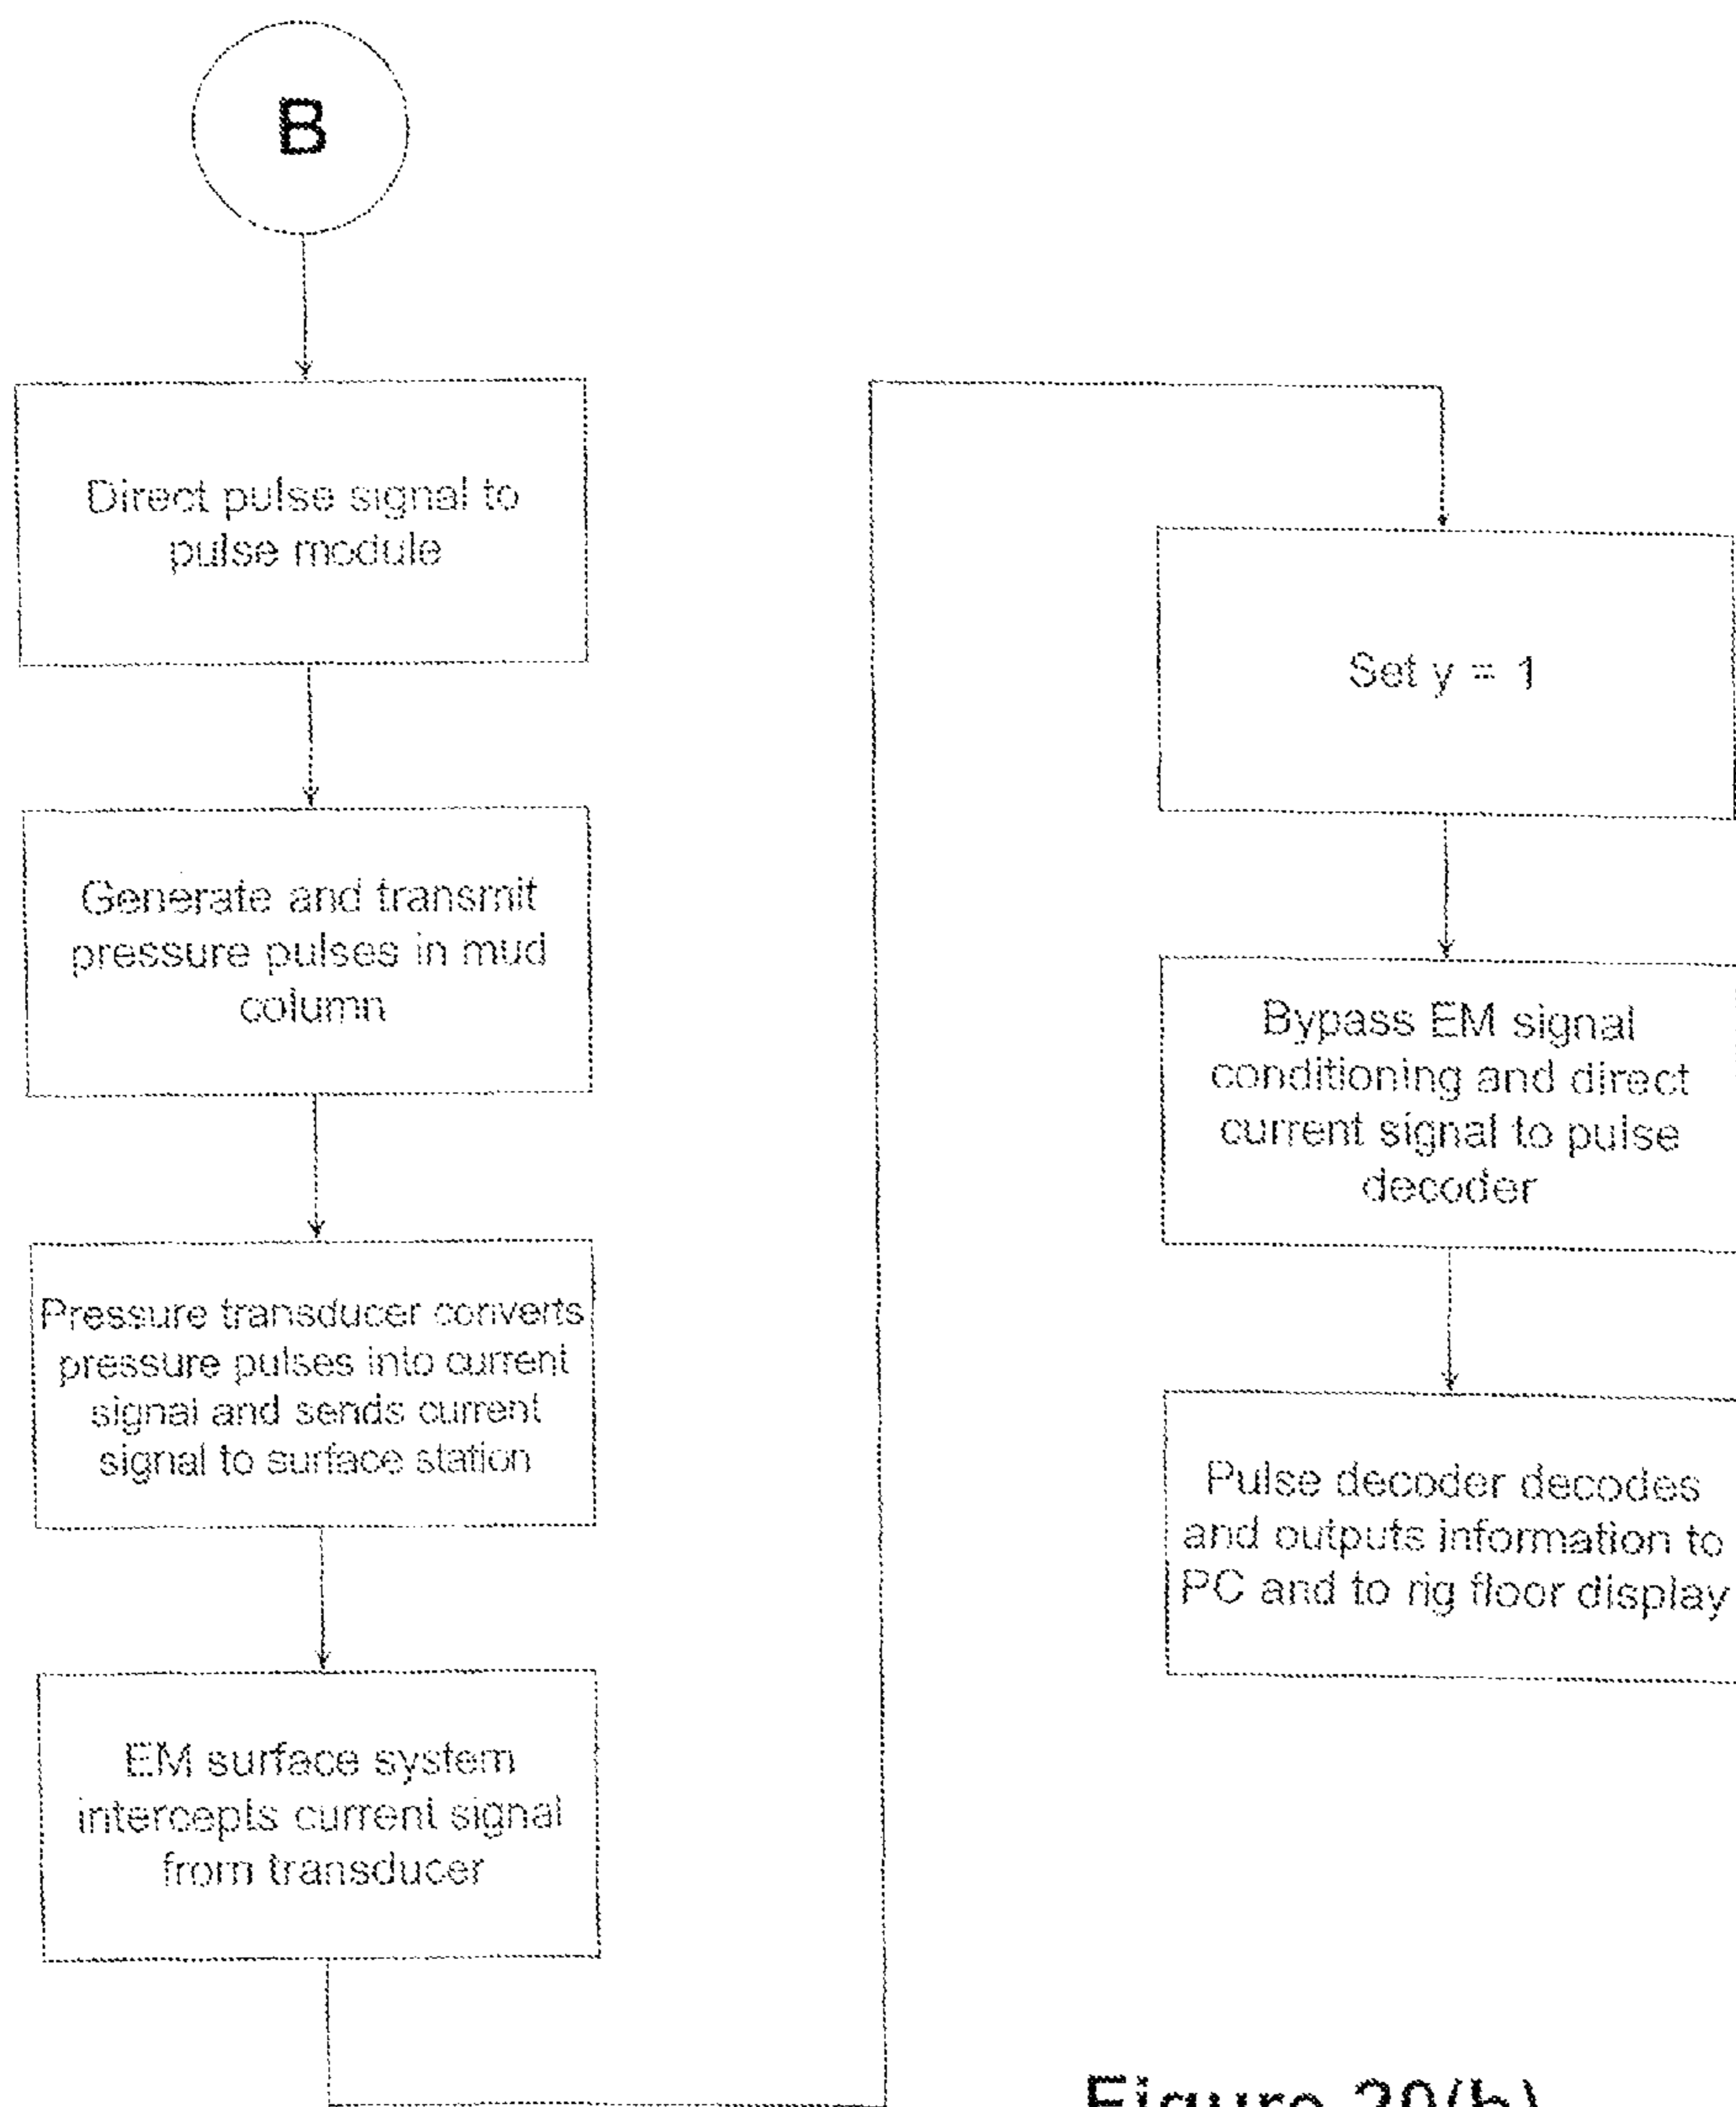 B
Direct pulse signal to
pulse module
Generate and transmit
pressure pulses in mud
column
Pressure transducer converts
pressure pulses into current
signal and sends current
signal to surface station
EM surface system
intercepts current signal
from transducer
Set y = 1
Bypass EM signal
conditioning and direct
current signal to pulse
decoder
Pulse decoder decodes
and outputs information to
PC and to rig floor display
Figure 20(b)